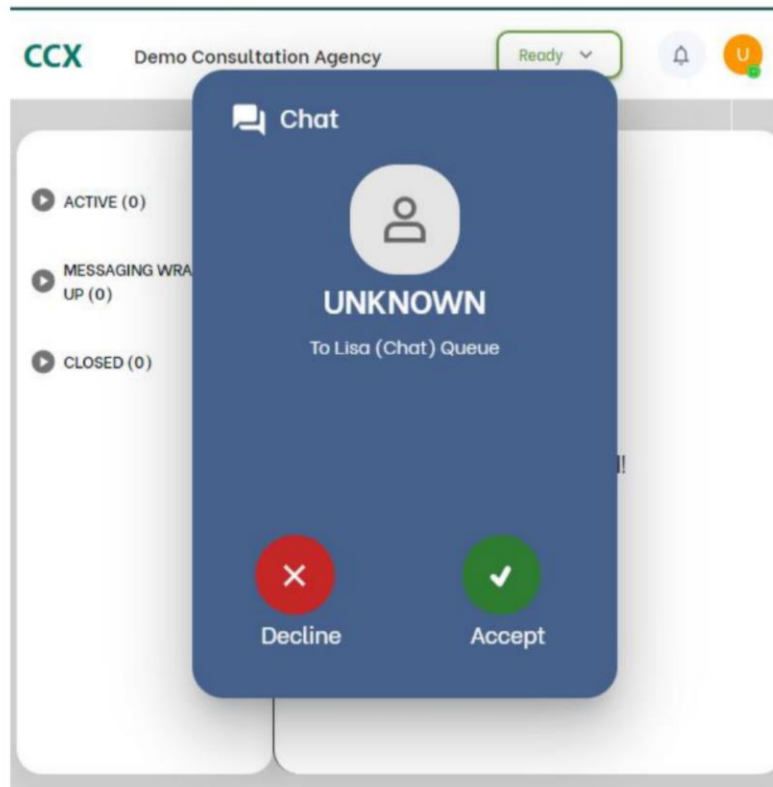 CCX
Demo Consultation Agency
Ready
U
Chat
ACTIVE (0)
MESSAGING WRA
UP (0)
CLOSED (0)
UNKNOWN
To Lisa (Chat) Queue
Decline
Accept